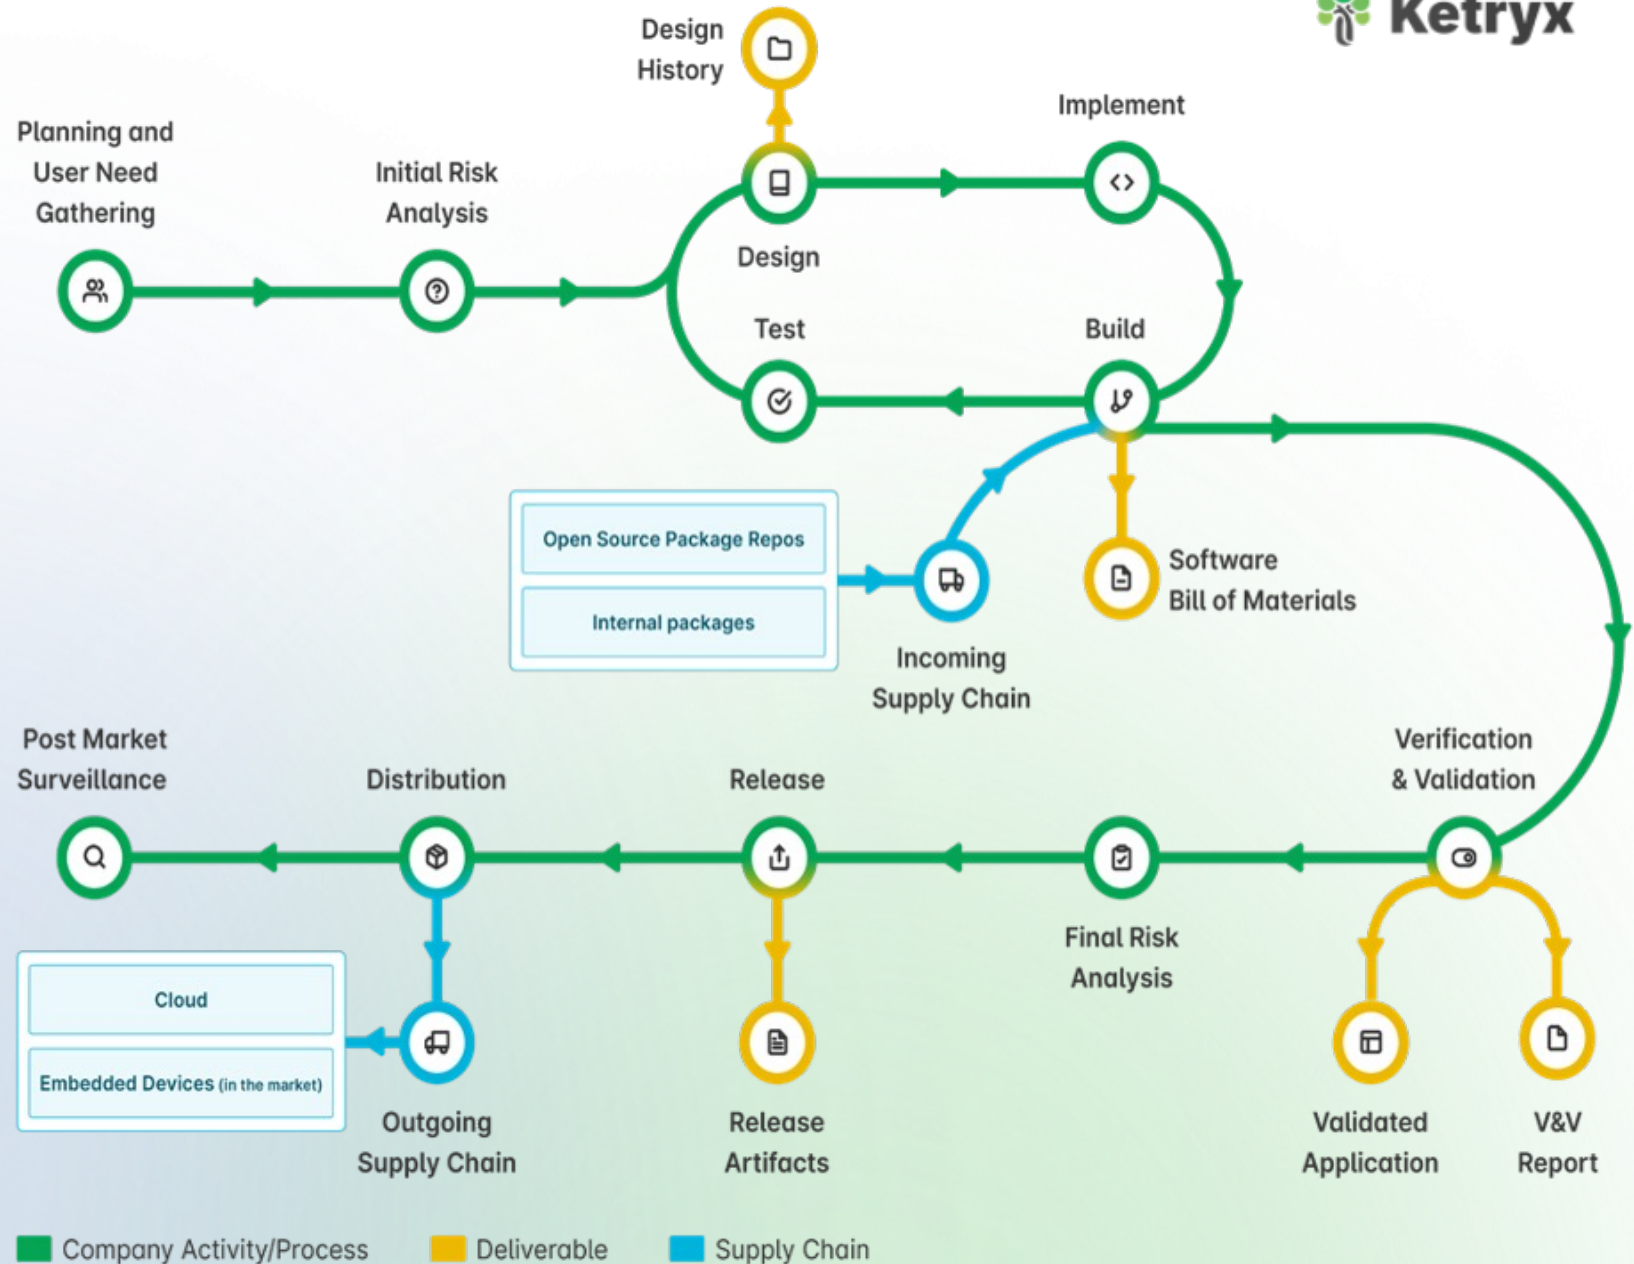 Ketryx
Design
History
Implement
Planning and
User Need
Gathering
Initial Risk
Analysis
Design
Test
Build
Open Source Package Repos
Internal packages
Software
Bill of Materials
Incoming
Supply Chain
Post Market
Surveillance
Distribution
Release
Verification
& Validation
Final Risk
Analysis
Cloud
Embedded Devices (in the market)
Outgoing
Supply Chain
Release
Artifacts
Validated
Application
V&V
Report
Company Activity/Process
Deliverable
Supply Chain